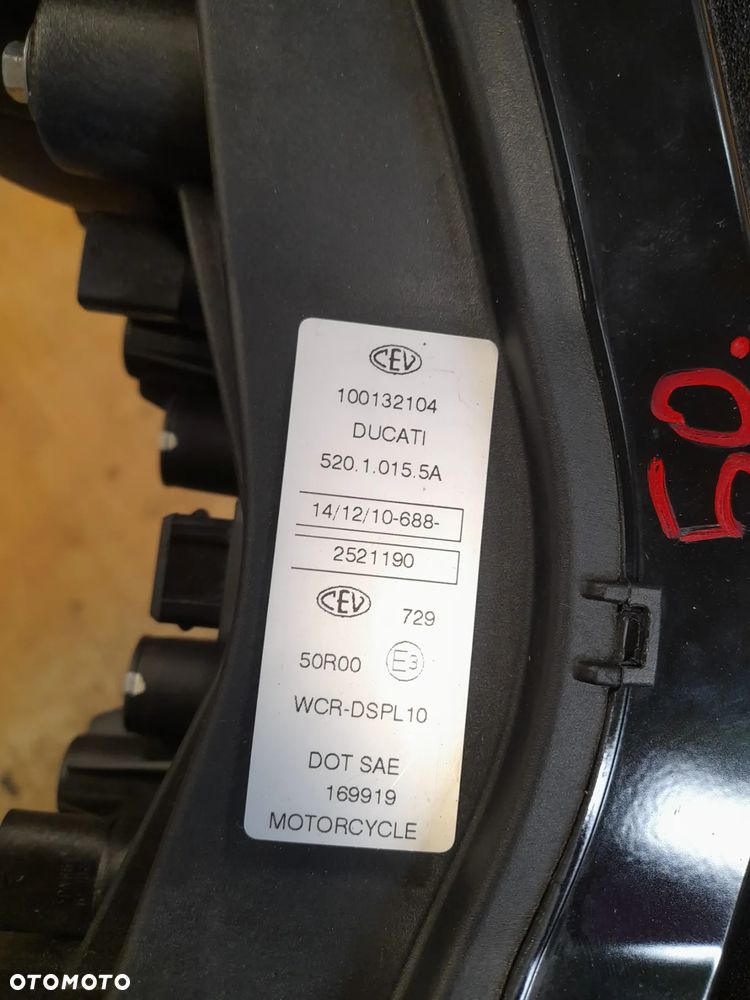 CEV
100132104
DUCATI
520.1.015.5A
14/12/10-688-
2521190
CEV
729
50R00 E3
WCR-DSPL10
DOT SAE
169919
MOTORCYCLE
50.
OTOMOTO